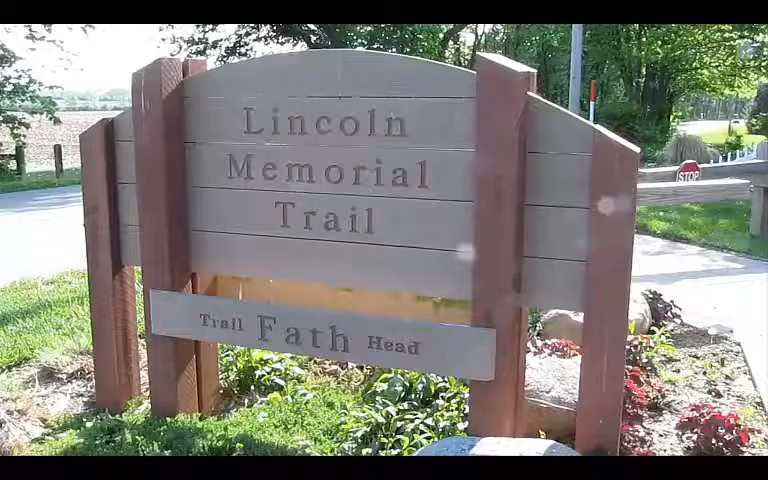 Lincoln
Memorial
Trail
Trail Fath Head
STOP